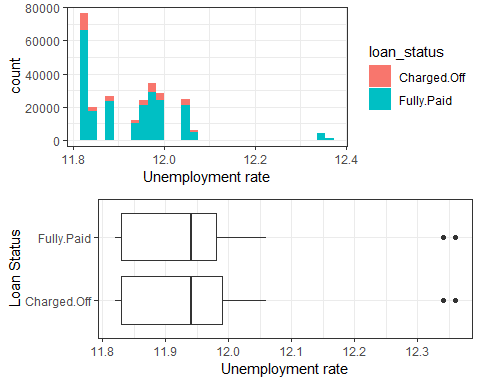 80000
60000
40000
20000
0
count
11.8 12.0 12.2 12.4
Unemployment rate
loan_status
Charged.Off
Fully.Paid
Loan Status
Fully.Paid
Charged.Off
11.8 11.9 12.0 12.1 12.2 12.3
Unemployment rate